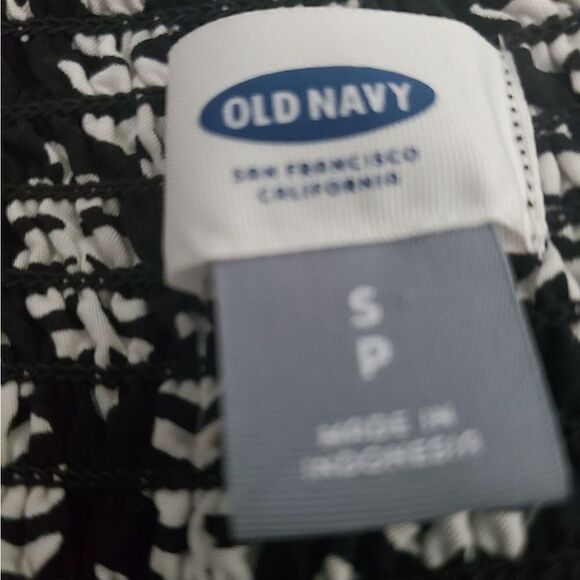 OLD NAVY
SAN FRANCISCO
CALIFORNIA
S
P
MADE IN
INDONESIA